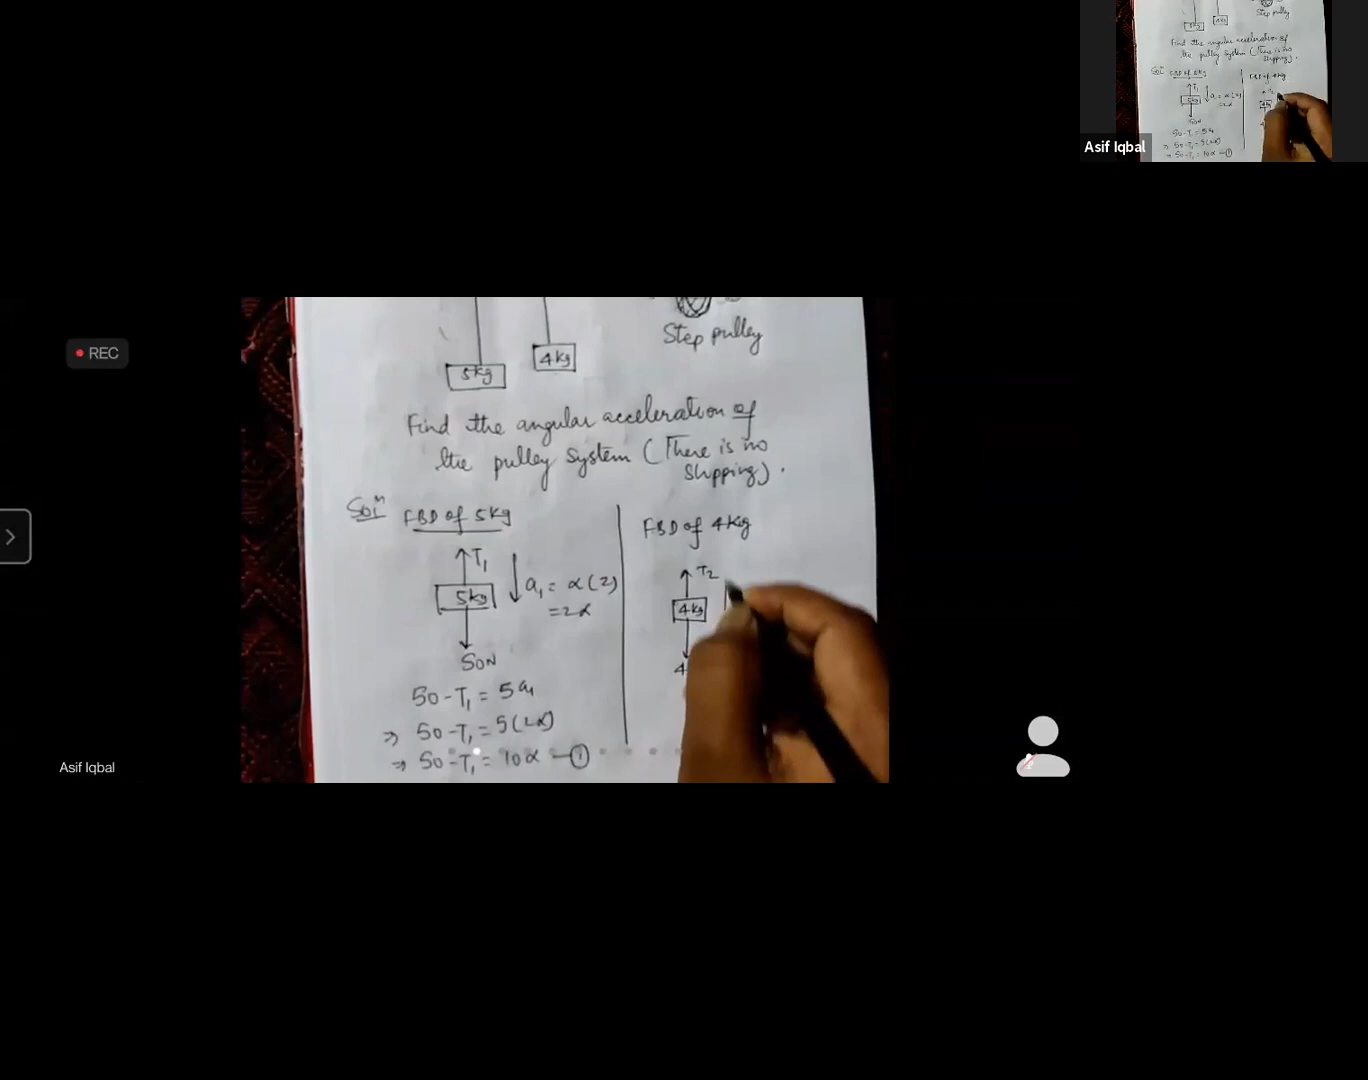 Asif Iqbal
REC
Step pulley
5kg
4kg
Find the angular acceleration of
the pulley system (There is no
slipping).
Solⁿ
FBD of 5kg
T₁
5kg
a₁ = α(2)
=2α
50N
50-T₁ = 5a₁
⇒ 50-T₁ = 5(2α)
⇒ 50-T₁ = 10α —①
FBD of 4kg
T₂
4kg
4
Asif Iqbal